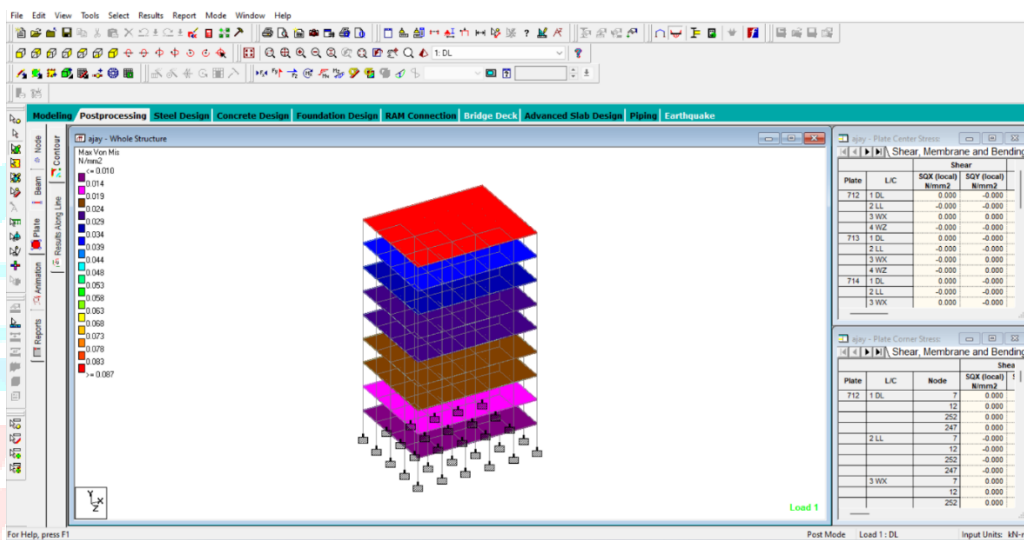 File Edit View Tools Select Results Report Mode Window Help
1: DL
Modeling Postprocessing Steel Design Concrete Design Foundation Design RAM Connection Bridge Deck Advanced Slab Design Piping Earthquake
Node
Beam
Plate
Animation
Reports
Contour
Results Along Line
ajay - Whole Structure
Max Von Mis
N/mm2
<= 0.010
0.014
0.019
0.024
0.029
0.034
0.039
0.044
0.048
0.053
0.058
0.063
0.068
0.073
0.078
0.083
>= 0.087
Y
X
Z
Load 1
ajay - Plate Center Stress:
Shear, Membrane and Bending
Shear
Plate L/C SQX (local) N/mm2 SQY (local) N/mm2
712 1 DL 0.000 -0.000
2 LL -0.000 -0.000
3 WX 0.000 0.000
4 WZ -0.000 -0.000
713 1 DL 0.000 -0.000
2 LL -0.000 -0.000
3 WX 0.000 0.000
4 WZ -0.000 -0.000
714 1 DL 0.000 -0.000
2 LL -0.000 -0.000
3 WX 0.000 0.000
ajay - Plate Corner Stress:
Shear, Membrane and Bending
Shea
Plate L/C Node SQX (local) N/mm2
712 1 DL 7 0.000
12 0.000
252 0.000
247 0.000
2 LL 7 -0.000
12 -0.000
252 -0.000
247 -0.000
3 WX 7 0.000
12 0.000
252 0.000
For Help, press F1
Post Mode Load 1 : DL Input Units: kN-m